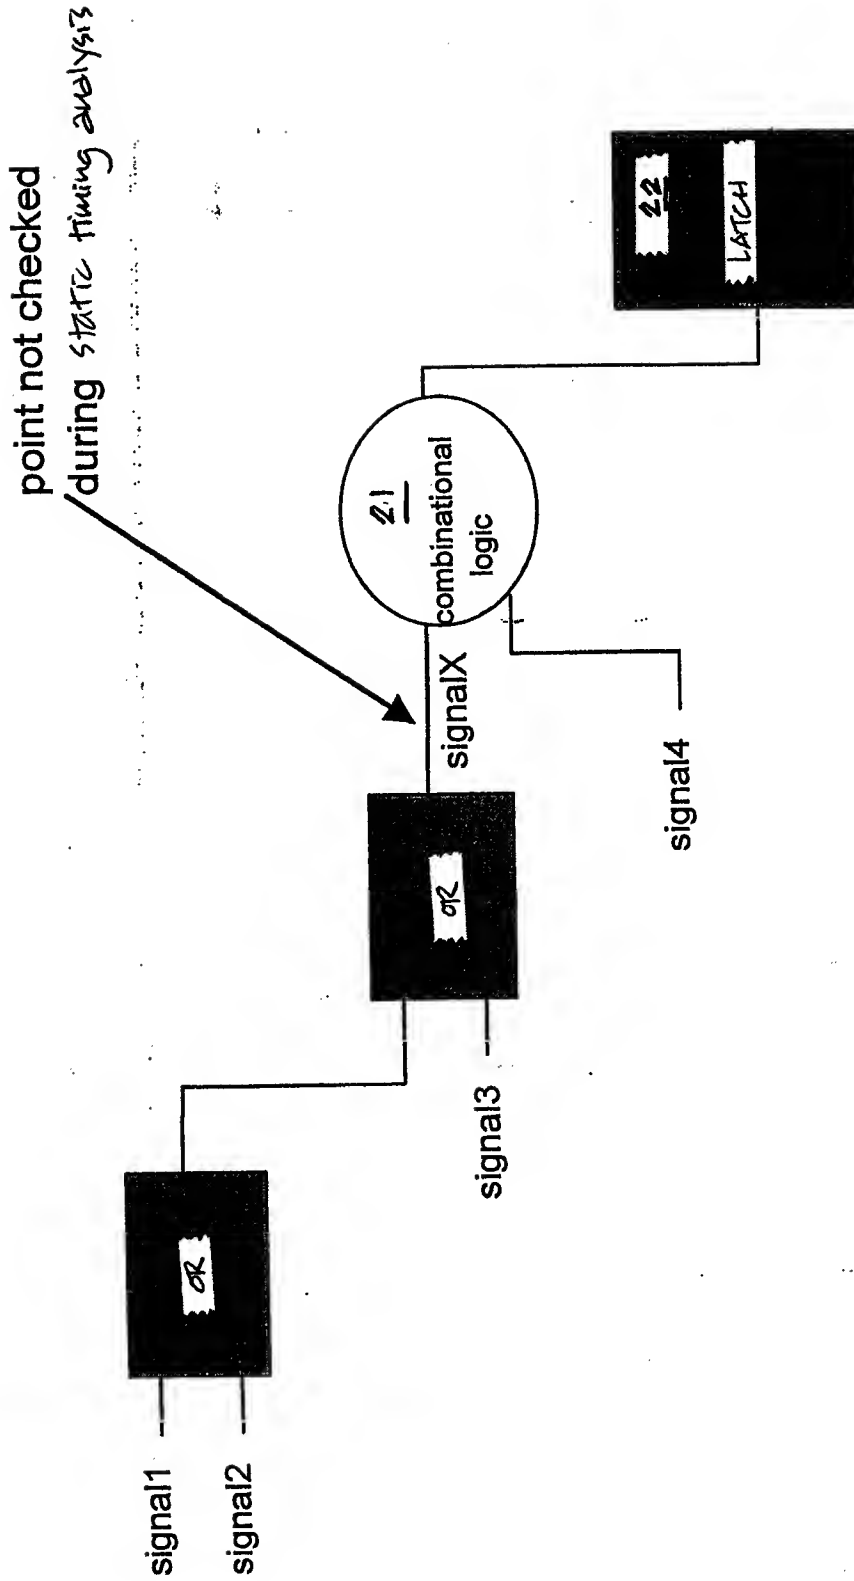 point not checked
during static timing analysis
signal1
signal2
OR
signal3
OR
signalX
signal4
21
combinational
logic
22
LATCH